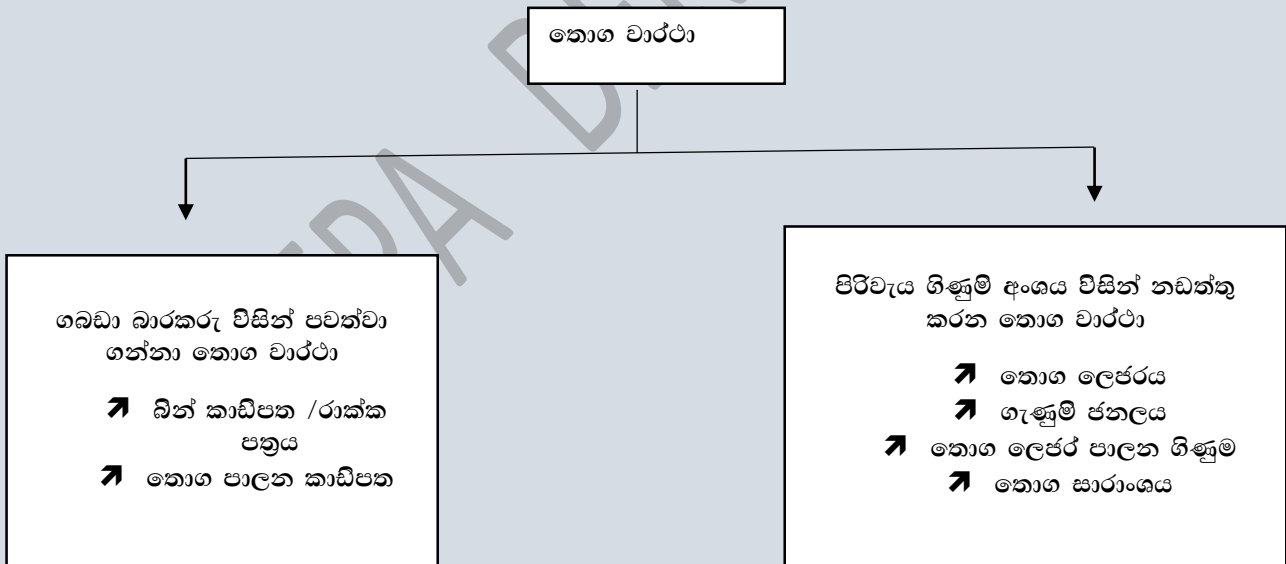 තොග වාර්ථා
ගබඩා බාරකරු විසින් පවත්වා
ගන්නා තොග වාර්ථා
බින් කාඩ්පත /රාක්ක
පත්‍රය
තොග පාලන කාඩ්පත
පිරිවැය ගිණුම් අංශය විසින් නඩත්තු
කරන තොග වාර්ථා
තොග ලෙජරය
ගැණුම් ජනලය
තොග ලෙජර් පාලන ගිණුම
තොග සාරාංශය